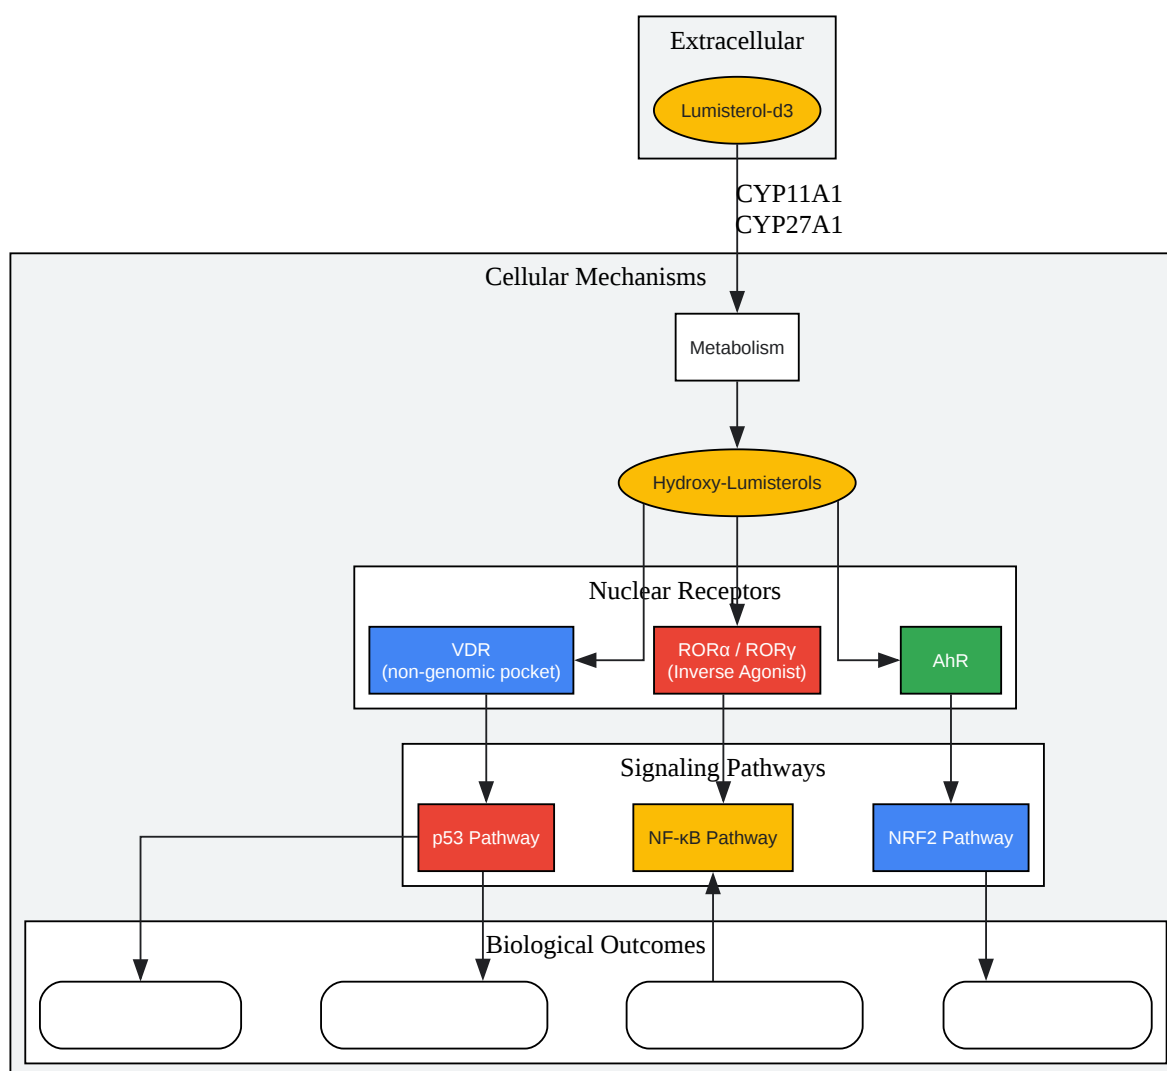 Extracellular
Lumisterol-d3
CYP11A1
CYP27A1
Cellular Mechanisms
Metabolism
Hydroxy-Lumisterols
Nuclear Receptors
VDR
(non-genomic pocket)
RORα / RORγ
(Inverse Agonist)
AhR
Signaling Pathways
p53 Pathway
NF-κB Pathway
NRF2 Pathway
Biological Outcomes